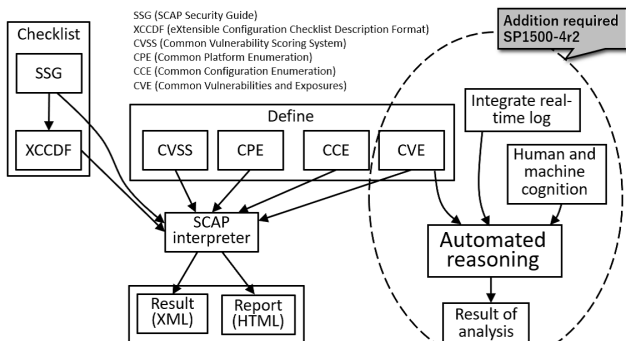 SSG (SCAP Security Guide)
XCCDF (eXtensible Configuration Checklist Description Format)
CVSS (Common Vulnerability Scoring System)
CPE (Common Platform Enumeration)
CCE (Common Configuration Enumeration)
CVE (Common Vulnerabilities and Exposures)
Addition required
SP1500-4r2
Checklist
SSG
XCCDF
Define
CVSS
CPE
CCE
CVE
Integrate real-
time log
Human and
machine
cognition
SCAP
interpreter
Automated
reasoning
Result
(XML)
Report
(HTML)
Result of
analysis